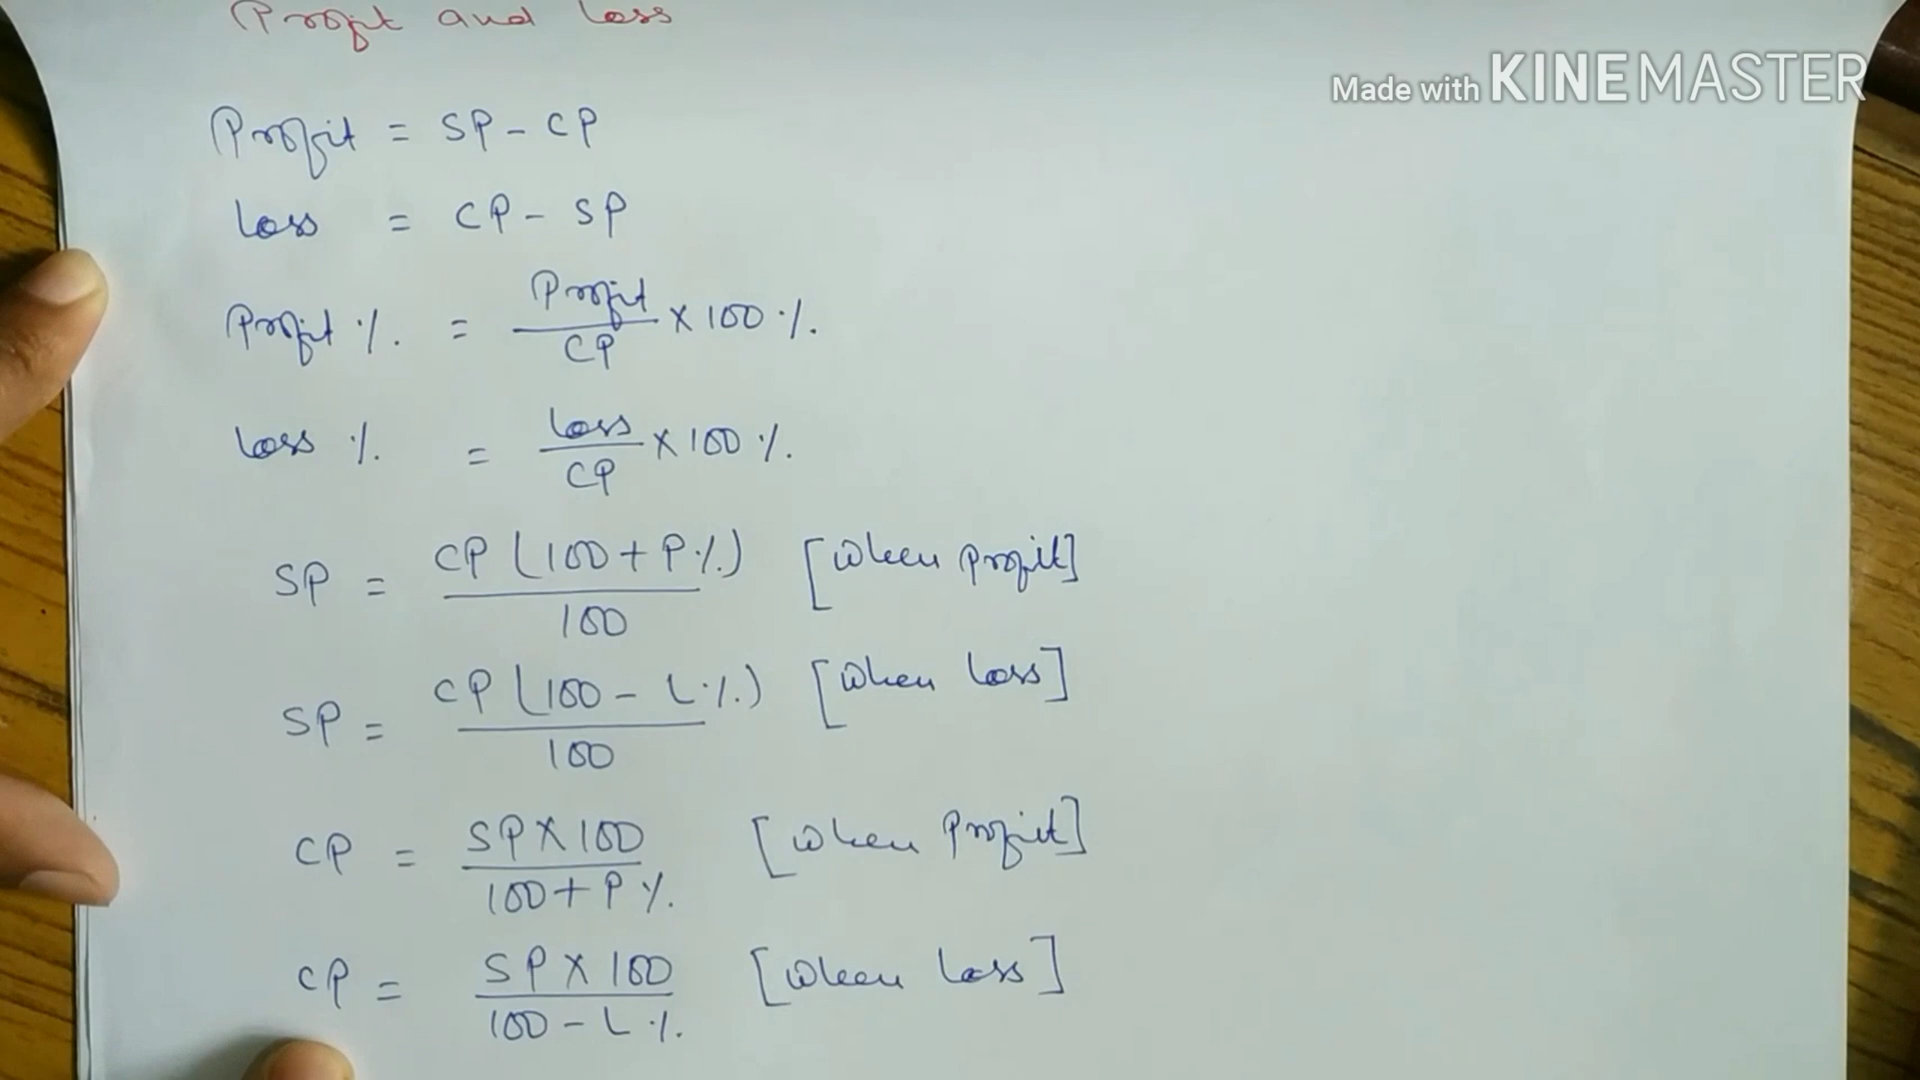 Profit and loss
Made with KINEMASTER
Profit = SP - CP
loss = CP - SP
Profit % = Profit / CP × 100 %
loss % = loss / CP × 100 %
SP = CP (100 + P%) / 100 [when profit]
SP = CP (100 - L%) / 100 [when loss]
CP = SP × 100 / 100 + P% [when Profit]
CP = SP × 100 / 100 - L% [when loss]